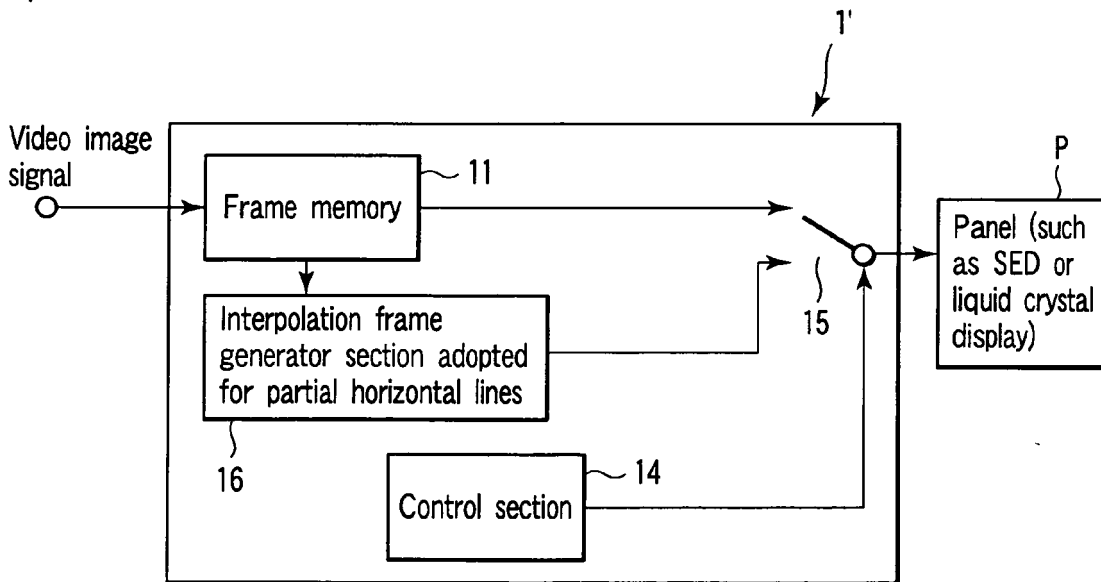 1'
Video image
signal
11
Frame memory
P
Panel (such
as SED or
liquid crystal
display)
15
Interpolation frame
generator section adopted
for partial horizontal lines
16
14
Control section